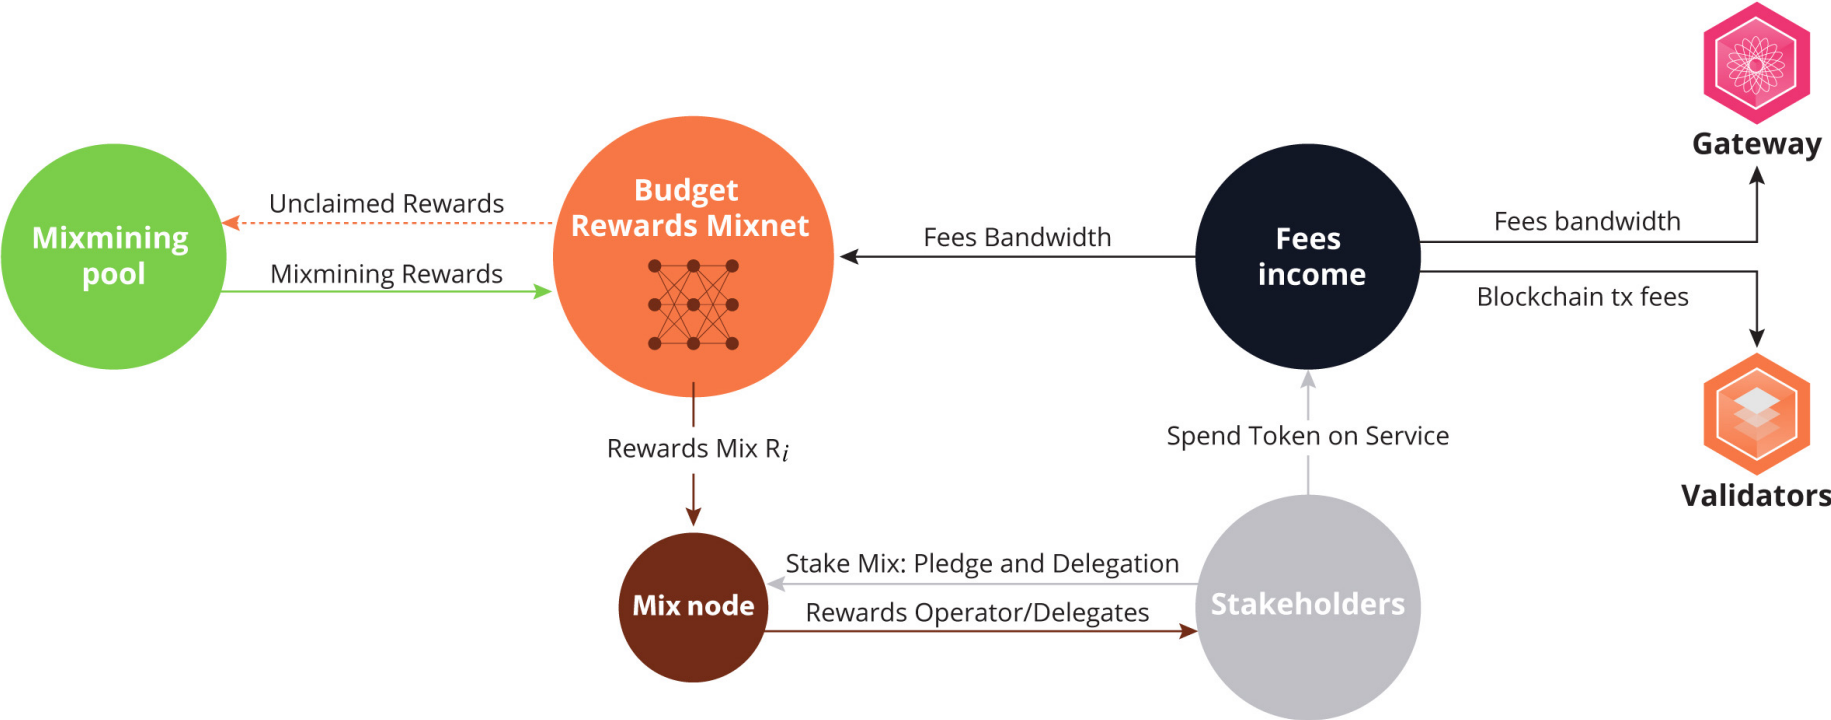 Gateway
Unclaimed Rewards
Mixmining
pool
Mixmining Rewards
Budget
Rewards Mixnet
Fees Bandwidth
Fees
income
Fees bandwidth
Blockchain tx fees
Rewards Mix Rᵢ
Spend Token on Service
Validators
Mix node
Stake Mix: Pledge and Delegation
Rewards Operator/Delegates
Stakeholders